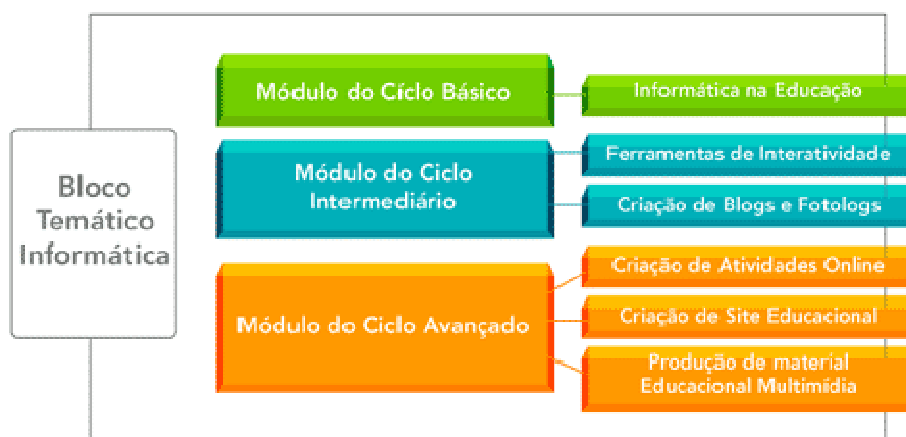 Bloco
Temático
Informática
Módulo do Ciclo Básico
Informática na Educação
Módulo do Ciclo
Intermediário
Ferramentas de Interatividade
Criação de Blogs e Fotologs
Módulo do Ciclo Avançado
Criação de Atividades Online
Criação de Site Educacional
Produção de material
Educacional Multimídia